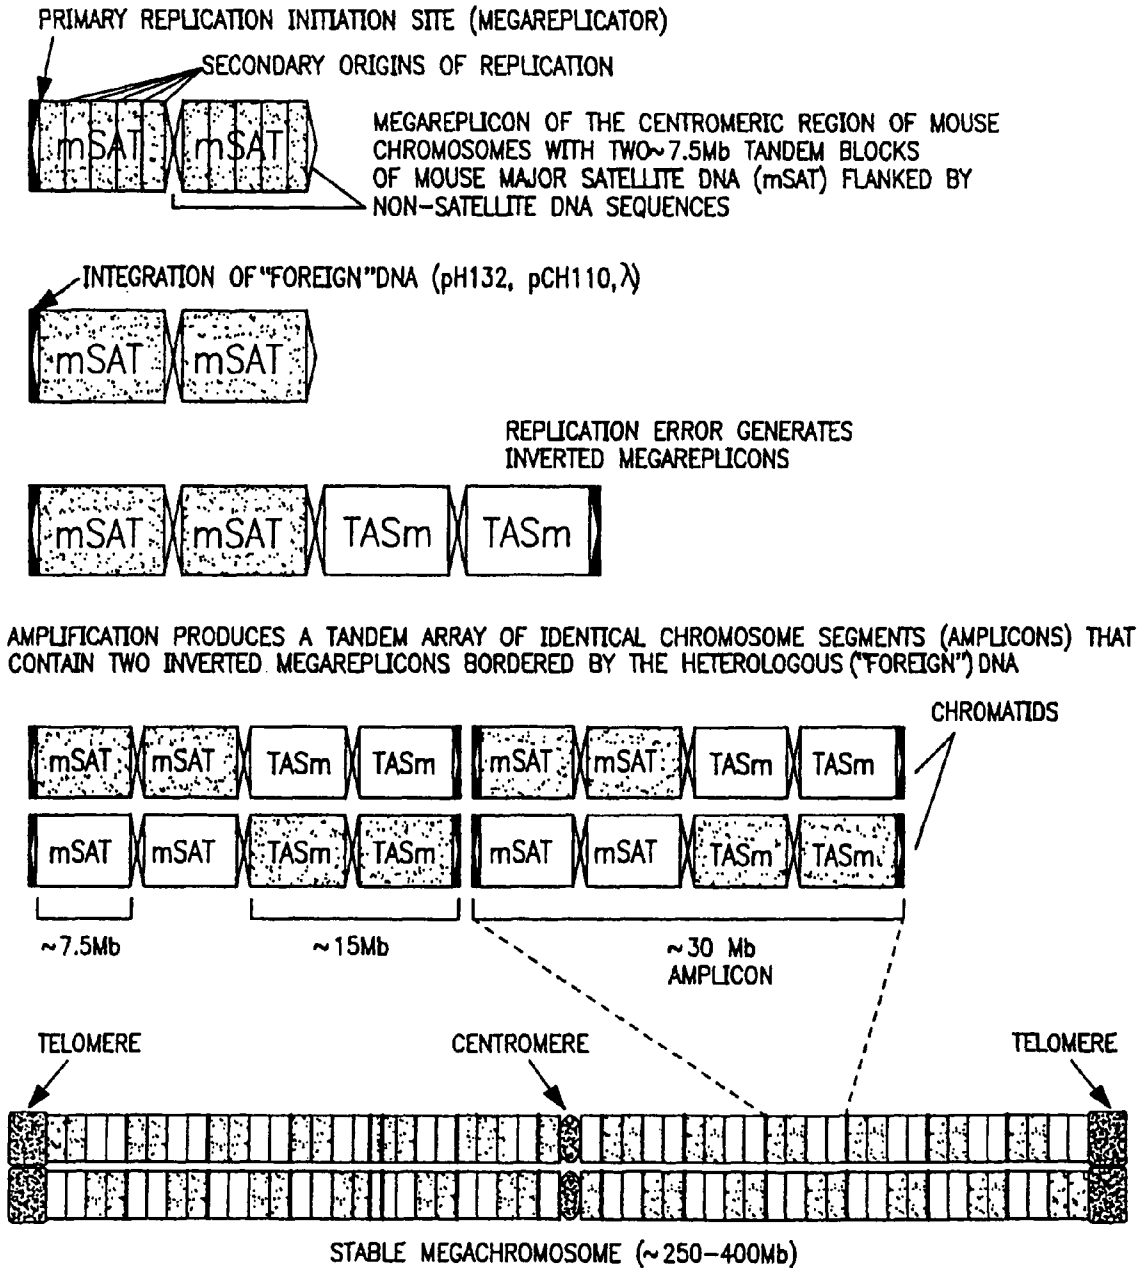 PRIMARY REPLICATION INITIATION SITE (MEGAREPLICATOR)
SECONDARY ORIGINS OF REPLICATION
mSAT mSAT
MEGAREPLICON OF THE CENTROMERIC REGION OF MOUSE
CHROMOSOMES WITH TWO~7.5Mb TANDEM BLOCKS
OF MOUSE MAJOR SATELLITE DNA (mSAT) FLANKED BY
NON-SATELLITE DNA SEQUENCES
INTEGRATION OF "FOREIGN" DNA (pH132, pCH110, λ)
mSAT mSAT
REPLICATION ERROR GENERATES
INVERTED MEGAREPLICONS
mSAT mSAT TASm TASm
AMPLIFICATION PRODUCES A TANDEM ARRAY OF IDENTICAL CHROMOSOME SEGMENTS (AMPLICONS) THAT
CONTAIN TWO INVERTED MEGAREPLICONS BORDERED BY THE HETEROLOGOUS ("FOREIGN") DNA
CHROMATIDS
mSAT mSAT TASm TASm mSAT mSAT TASm TASm
mSAT mSAT TASm TASm mSAT mSAT TASm TASm
~7.5Mb ~15Mb ~30 Mb
AMPLICON
TELOMERE CENTROMERE TELOMERE
STABLE MEGACHROMOSOME (~250-400Mb)